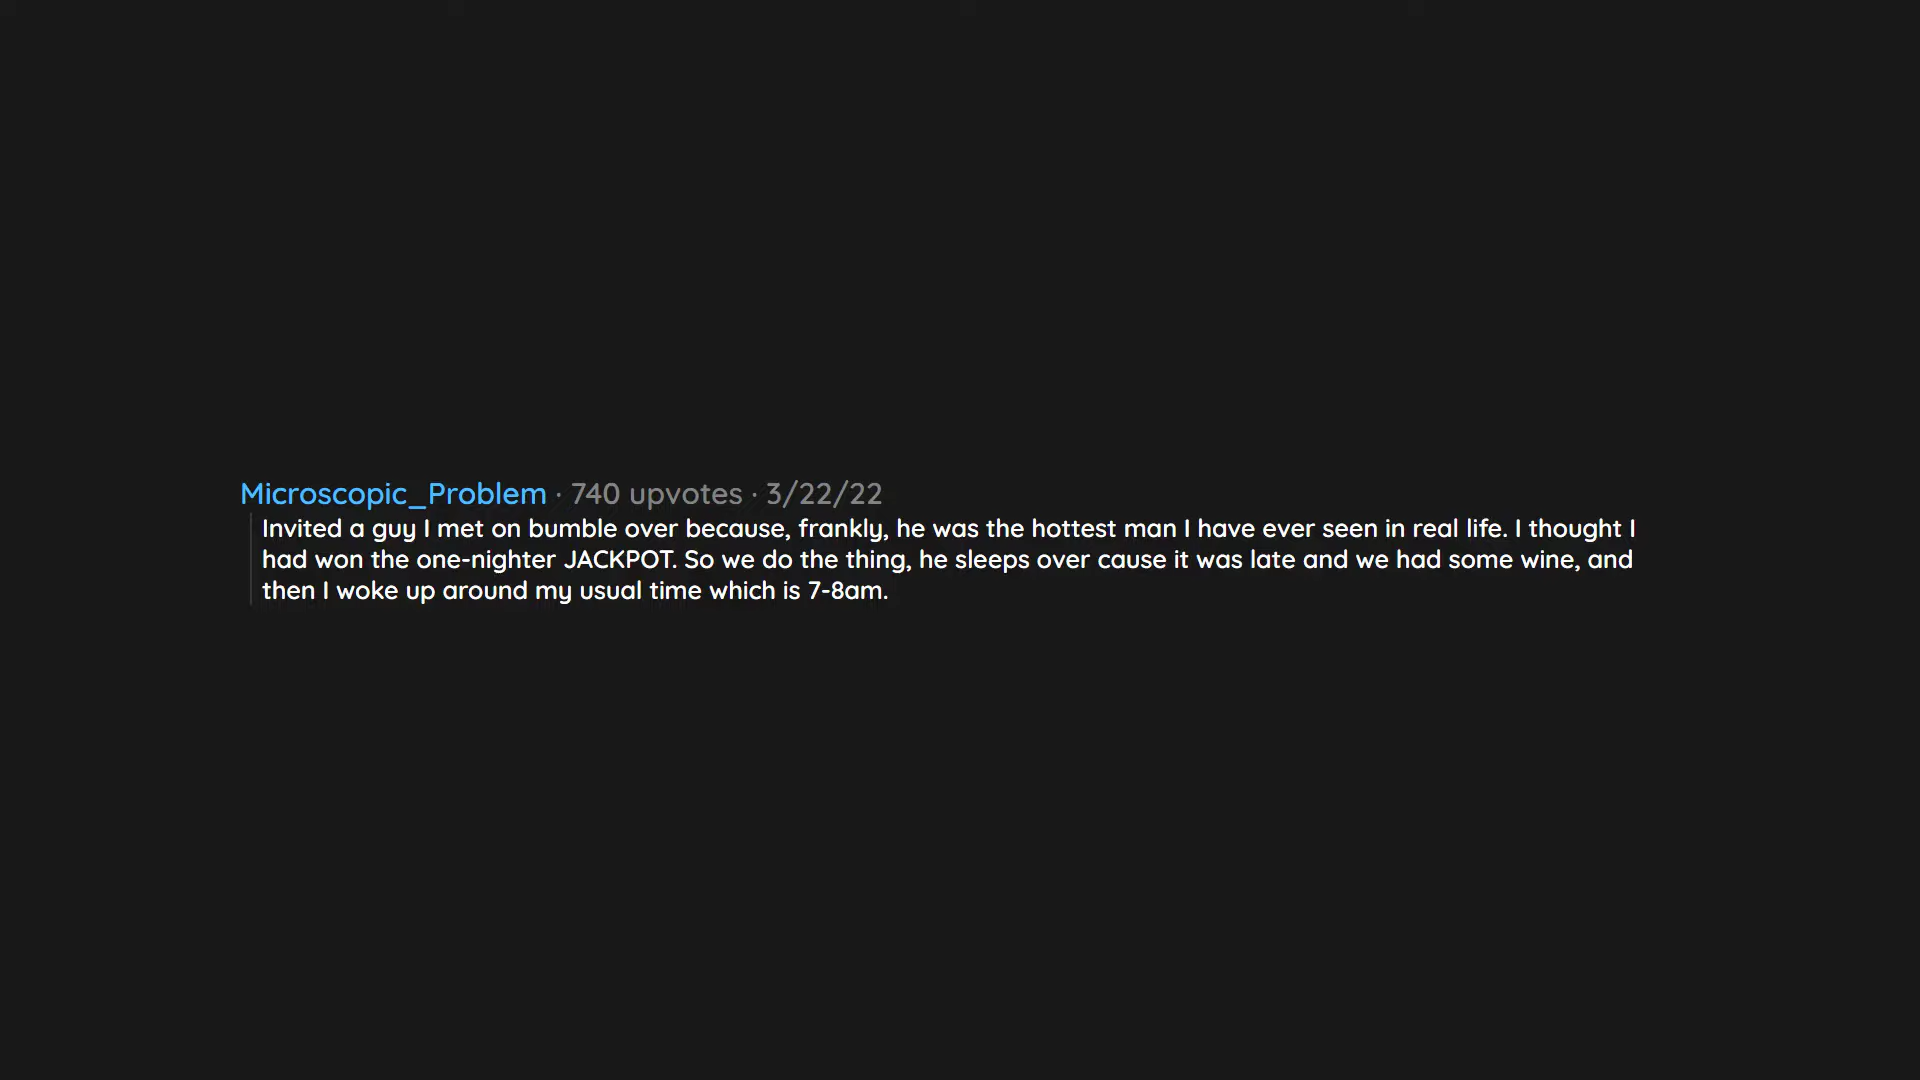 Microscopic_Problem · 740 upvotes · 3/22/22
Invited a guy I met on bumble over because, frankly, he was the hottest man I have ever seen in real life. I thought I
had won the one-nighter JACKPOT. So we do the thing, he sleeps over cause it was late and we had some wine, and
then I woke up around my usual time which is 7-8am.